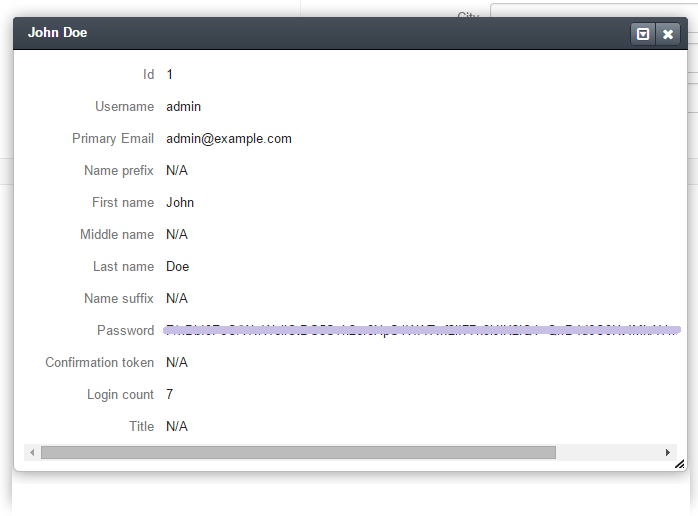 City
John Doe
Id 1
Username admin
Primary Email admin@example.com
Name prefix N/A
First name John
Middle name N/A
Last name Doe
Name suffix N/A
Password
Confirmation token N/A
Login count 7
Title N/A